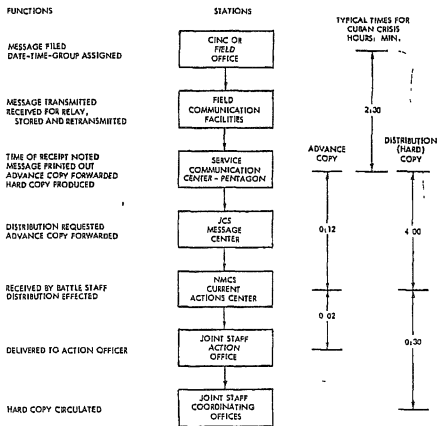 FUNCTIONS
STATIONS
TYPICAL TIMES FOR
CUBAN CRISIS
HOURS: MIN.
MESSAGE FILED
DATE-TIME-GROUP ASSIGNED
CINC OR
FIELD
OFFICE
MESSAGE TRANSMITTED
RECEIVED FOR RELAY,
STORED AND RETRANSMITTED
FIELD
COMMUNICATION
FACILITIES
2:30
TIME OF RECEIPT NOTED
MESSAGE PRINTED OUT
ADVANCE COPY FORWARDED
HARD COPY PRODUCED
SERVICE
COMMUNICATION
CENTER - PENTAGON
ADVANCE
COPY
DISTRIBUTION
(HARD)
COPY
DISTRIBUTION REQUESTED
ADVANCE COPY FORWARDED
JCS
MESSAGE
CENTER
0:12
4:00
RECEIVED BY BATTLE STAFF
DISTRIBUTION EFFECTED
NMCS
CURRENT
ACTIONS CENTER
0:02
DELIVERED TO ACTION OFFICER
JOINT STAFF
ACTION
OFFICE
0:30
HARD COPY CIRCULATED
JOINT STAFF
COORDINATING
OFFICES